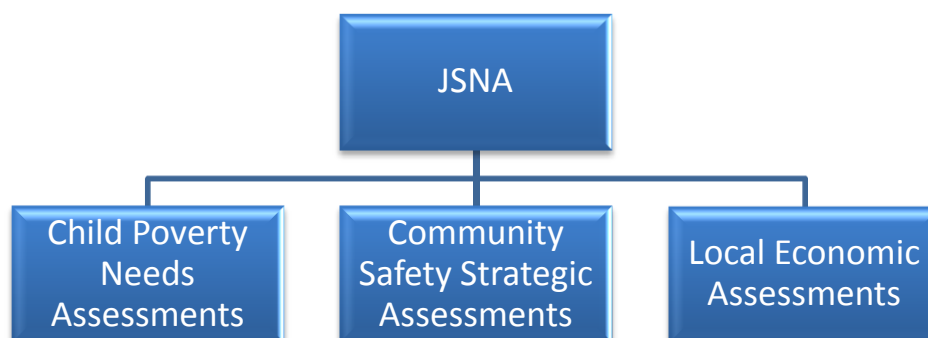 JSNA
Child Poverty
Needs
Assessments
Community
Safety Strategic
Assessments
Local Economic
Assessments